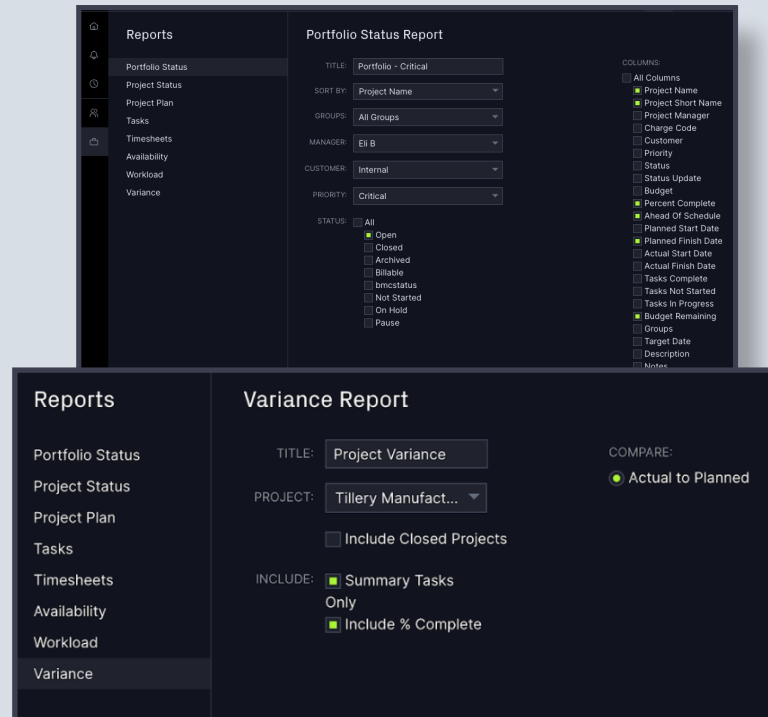 Reports
Portfolio Status
Project Status
Project Plan
Tasks
Timesheets
Availability
Workload
Variance
Portfolio Status Report
TITLE: Portfolio - Critical
SORT BY: Project Name
GROUPS: All Groups
MANAGER: Eli B
CUSTOMER: Internal
PRIORITY: Critical
STATUS: All
Open
Closed
Archived
Billable
bmcstatus
Not Started
On Hold
Pause
COLUMNS:
All Columns
Project Name
Project Short Name
Project Manager
Charge Code
Customer
Priority
Status
Status Update
Budget
Percent Complete
Ahead Of Schedule
Planned Start Date
Planned Finish Date
Actual Start Date
Actual Finish Date
Tasks Complete
Tasks Not Started
Tasks In Progress
Budget Remaining
Groups
Target Date
Description
Notes
Reports
Portfolio Status
Project Status
Project Plan
Tasks
Timesheets
Availability
Workload
Variance
Variance Report
TITLE: Project Variance
PROJECT: Tillery Manufact...
Include Closed Projects
INCLUDE: Summary Tasks
Only
Include % Complete
COMPARE:
Actual to Planned